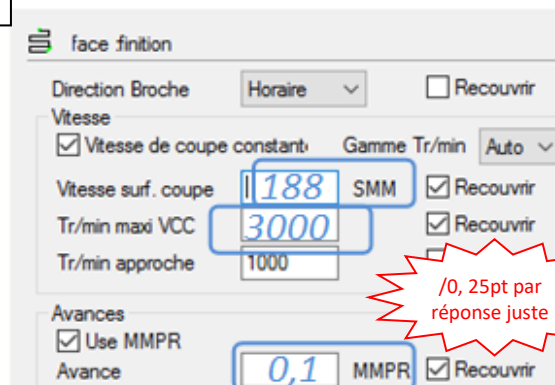 face :finition
Direction Broche Horaire Recouvrir
Vitesse
Vitesse de coupe constant Gamme Tr/min Auto
Vitesse surf. coupe 188 SMM Recouvrir
Tr/min maxi VCC 3000 Recouvrir
Tr/min approche 1000
/0, 25pt par
réponse juste
Avances
Use MMPR
Avance 0,1 MMPR Recouvrir